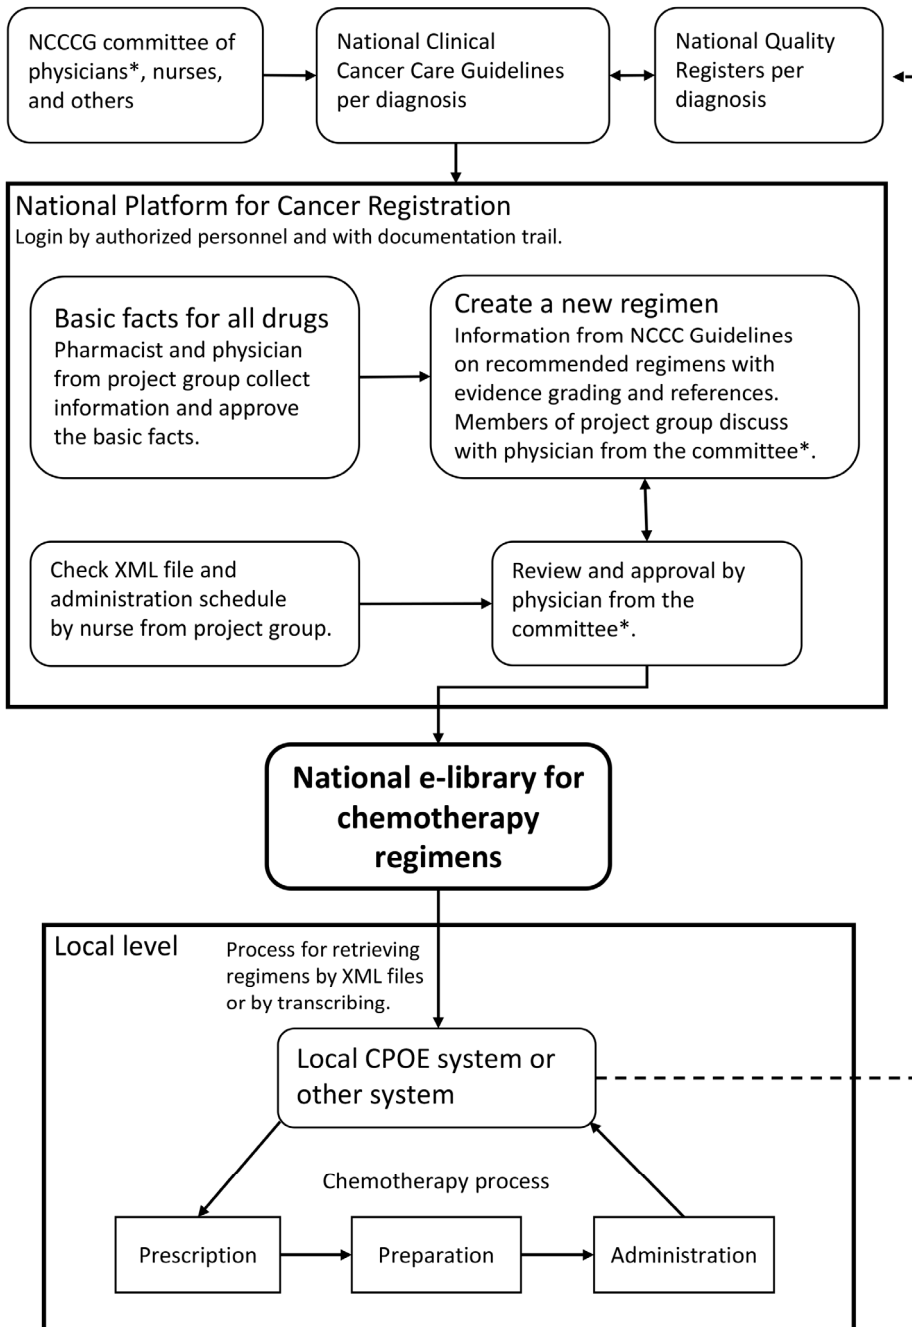 NCCCG committee of
physicians*, nurses,
and others
National Clinical
Cancer Care Guidelines
per diagnosis
National Quality
Registers per
diagnosis
National Platform for Cancer Registration
Login by authorized personnel and with documentation trail.
Basic facts for all drugs
Pharmacist and physician
from project group collect
information and approve
the basic facts.
Create a new regimen
Information from NCCC Guidelines
on recommended regimens with
evidence grading and references.
Members of project group discuss
with physician from the committee*.
Check XML file and
administration schedule
by nurse from project group.
Review and approval by
physician from the
committee*.
National e-library for
chemotherapy
regimens
Local level
Process for retrieving
regimens by XML files
or by transcribing.
Local CPOE system or
other system
Chemotherapy process
Prescription
Preparation
Administration